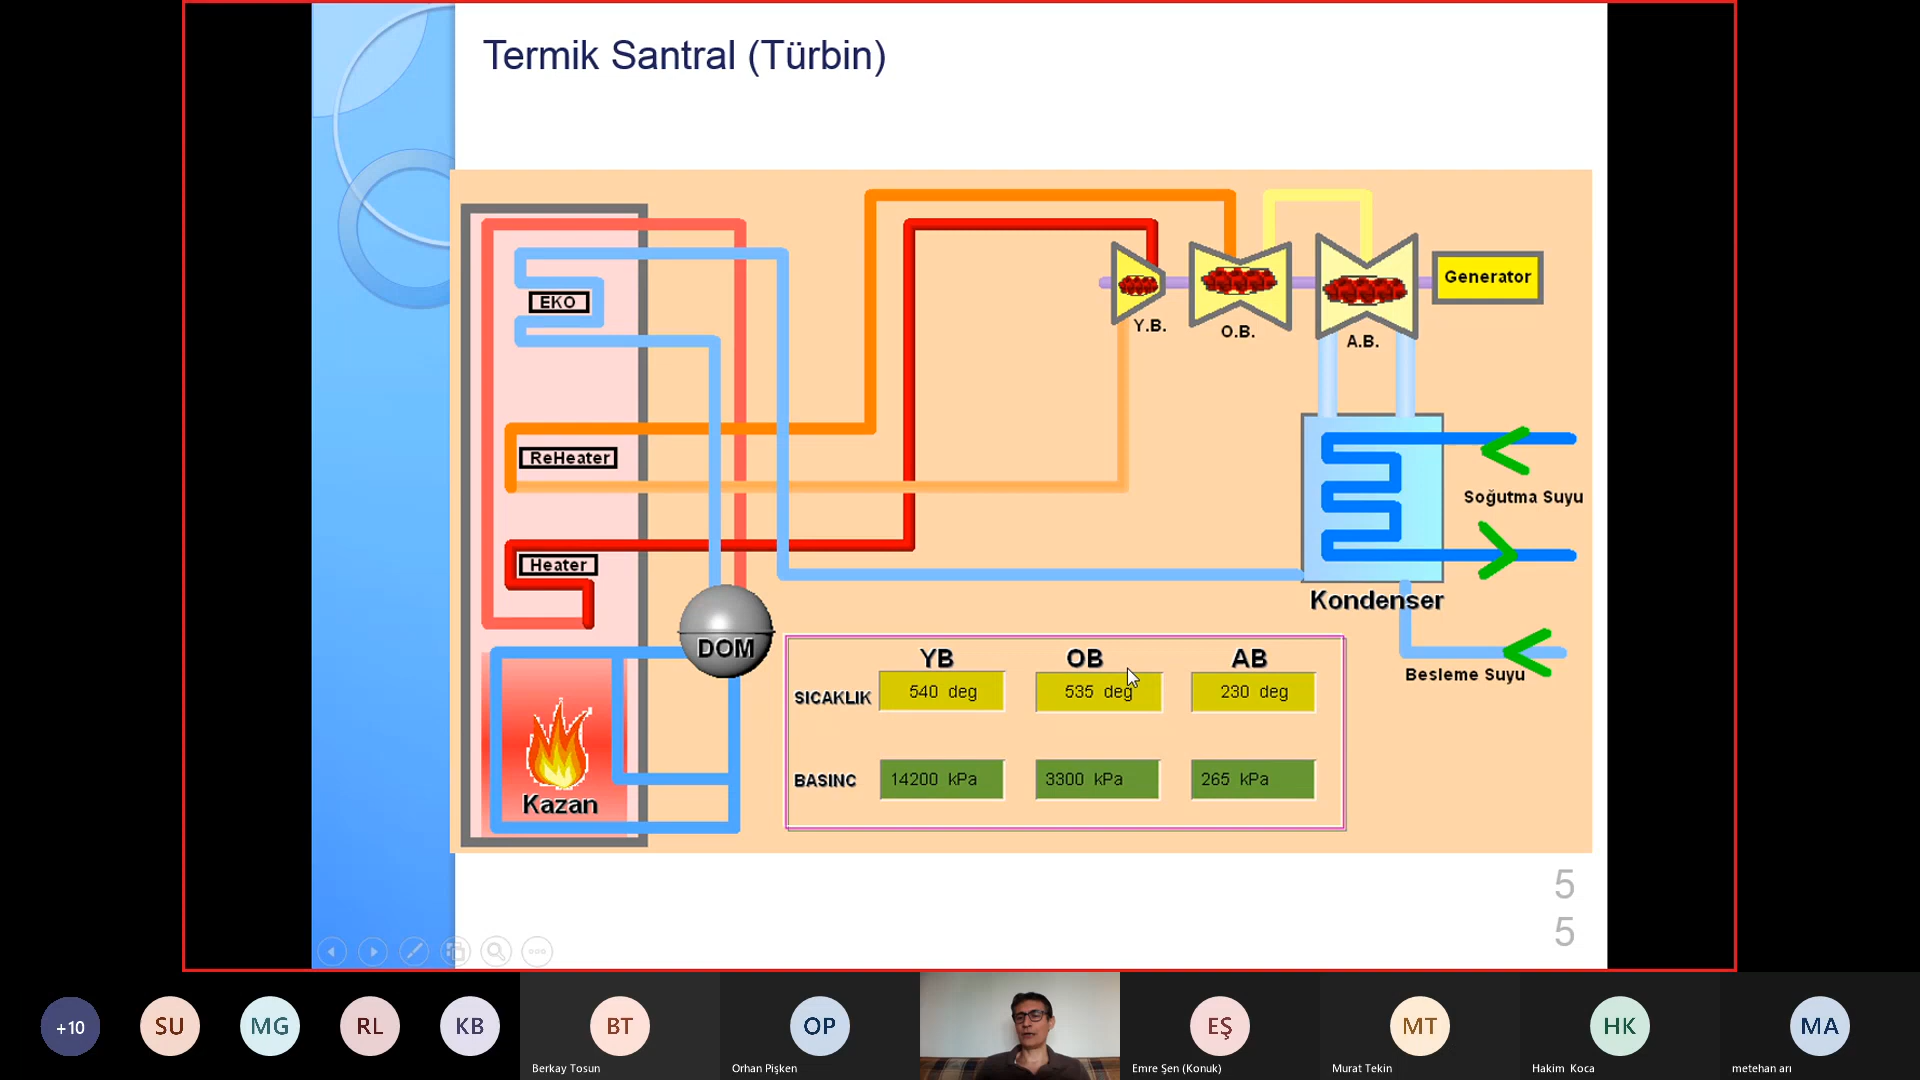 Termik Santral (Türbin)
EKO
ReHeater
Heater
DOM
Kazan
Y.B.
O.B.
A.B.
Generator
Soğutma Suyu
Kondenser
Besleme Suyu
YB OB AB
SICAKLIK 540 deg 535 deg 230 deg
BASINC 14200 kPa 3300 kPa 265 kPa
5
5
+10 SU MG RL KB BT OP EŞ MT HK MA
Berkay Tosun Orhan Pişken Emre Şen (Konuk) Murat Tekin Hakim Koca metehan arı